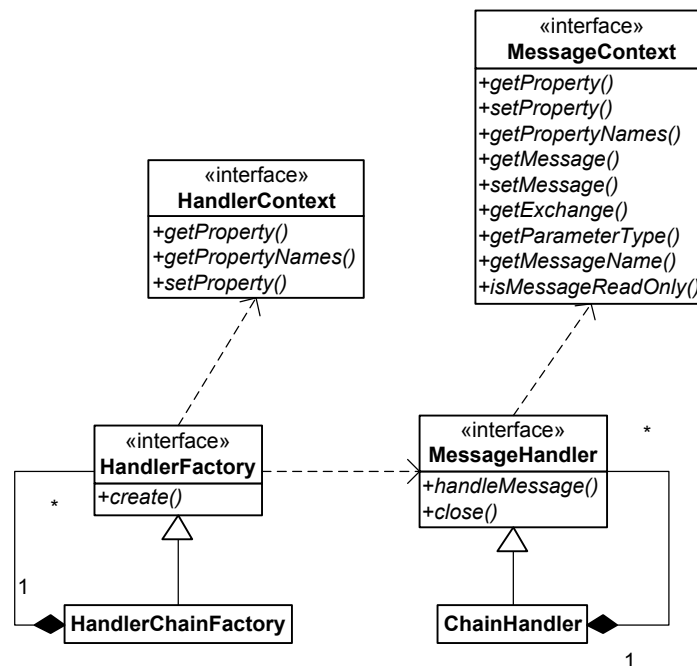 «interface»
MessageContext
+getProperty()
+setProperty()
+getPropertyNames()
+getMessage()
+setMessage()
+getExchange()
+getParameterType()
+getMessageName()
+isMessageReadOnly()
«interface»
HandlerContext
+getProperty()
+getPropertyNames()
+setProperty()
«interface»
HandlerFactory
+create()
«interface»
MessageHandler
+handleMessage()
+close()
*
*
1
HandlerChainFactory
ChainHandler
1